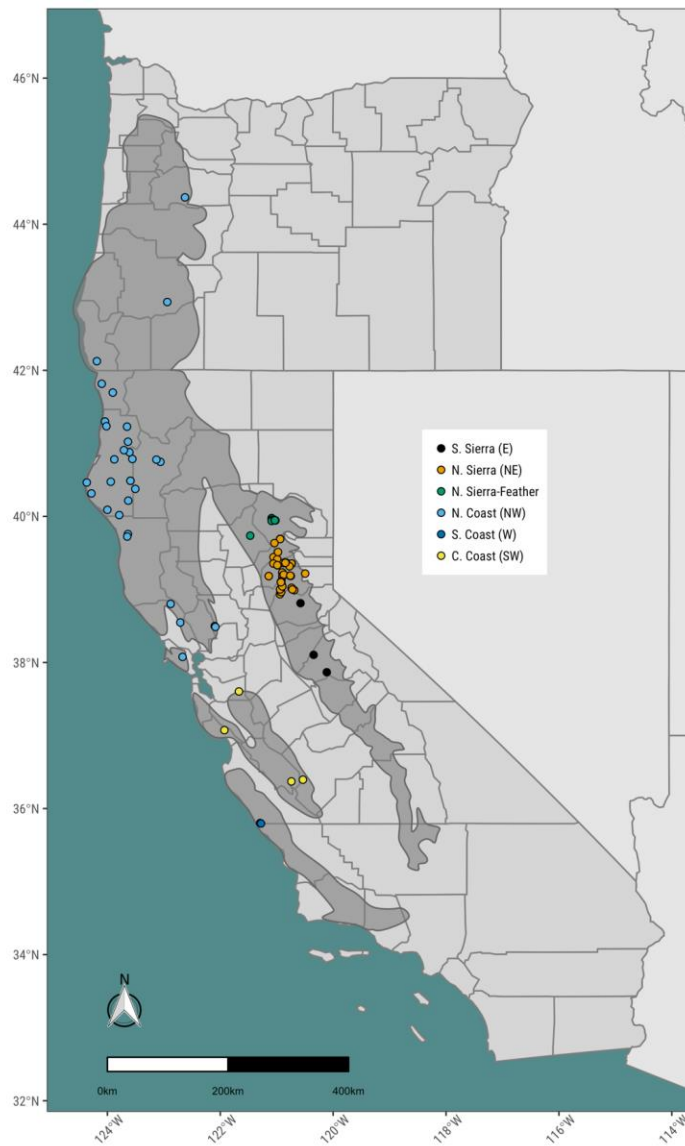 46°N
44°N
42°N
40°N
38°N
36°N
34°N
32°N
S. Sierra (E)
N. Sierra (NE)
N. Sierra-Feather
N. Coast (NW)
S. Coast (W)
C. Coast (SW)
N
0km
200km
400km
124°W
122°W
120°W
118°W
116°W
114°W